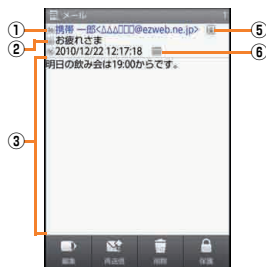 メール 1
① 携帯 一郎<△△△□□□@ezweb.ne.jp> ⑤
② お疲れさま
2010/12/22 12:17:18 ⑥
明日の飲み会は19:00からです。
③
編集 再送信 削除 保護